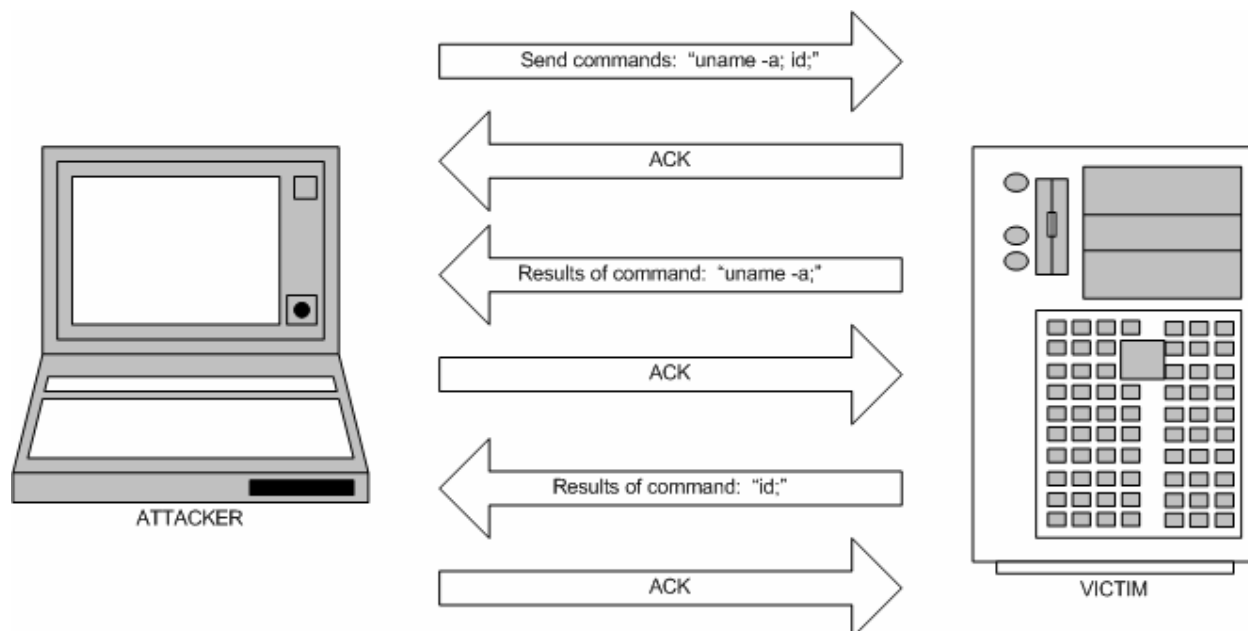 Send commands: “uname -a; id;”
ACK
Results of command: “uname -a;”
ACK
Results of command: “id;”
ACK
ATTACKER
VICTIM